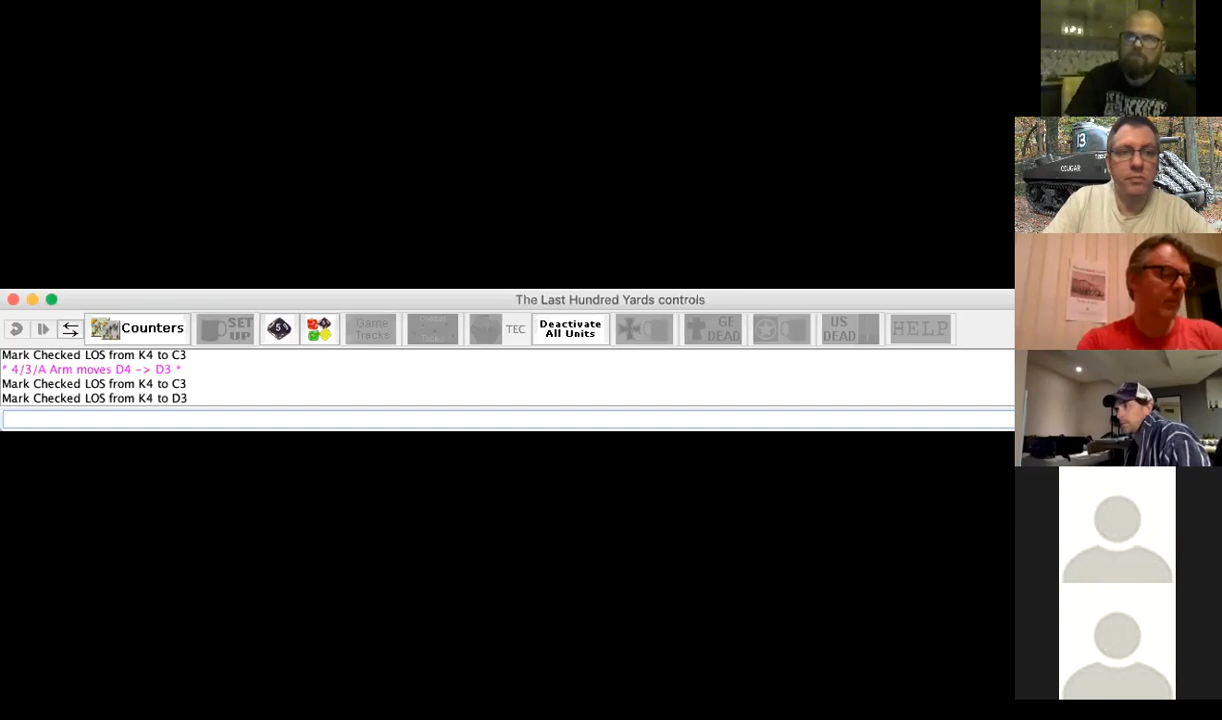 The Last Hundred Yards controls
Counters
SET UP
5
Game Tracks
TEC
Deactivate All Units
GE DEAD
US DEAD
HELP
Mark Checked LOS from K4 to C3
* 4/3/A Arm moves D4 -> D3 *
Mark Checked LOS from K4 to C3
Mark Checked LOS from K4 to D3
13
COUGAR